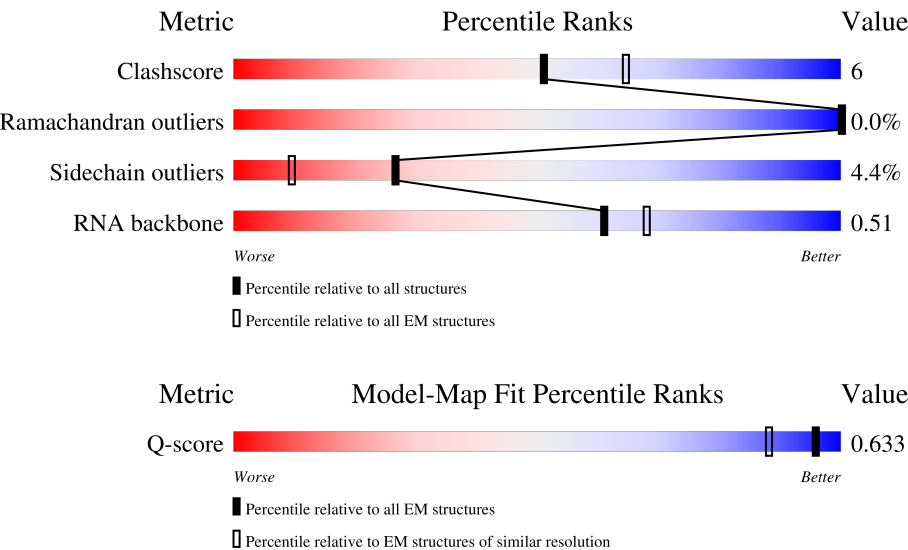 Metric Percentile Ranks Value
Clashscore 6
Ramachandran outliers 0.0%
Sidechain outliers 4.4%
RNA backbone 0.51
Worse Better
Percentile relative to all structures
Percentile relative to all EM structures
Metric Model-Map Fit Percentile Ranks Value
Q-score 0.633
Worse Better
Percentile relative to all EM structures
Percentile relative to EM structures of similar resolution